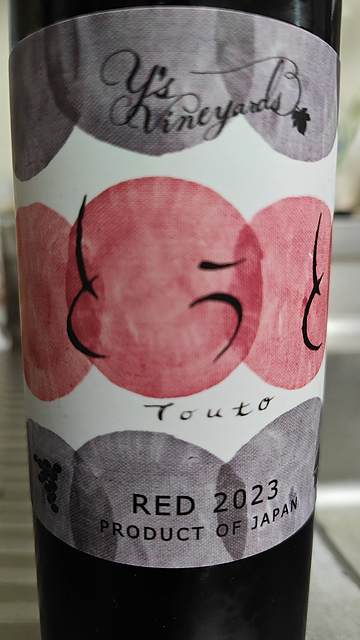 Y's
Vineyards
とうと
Touto
RED 2023
PRODUCT OF JAPAN